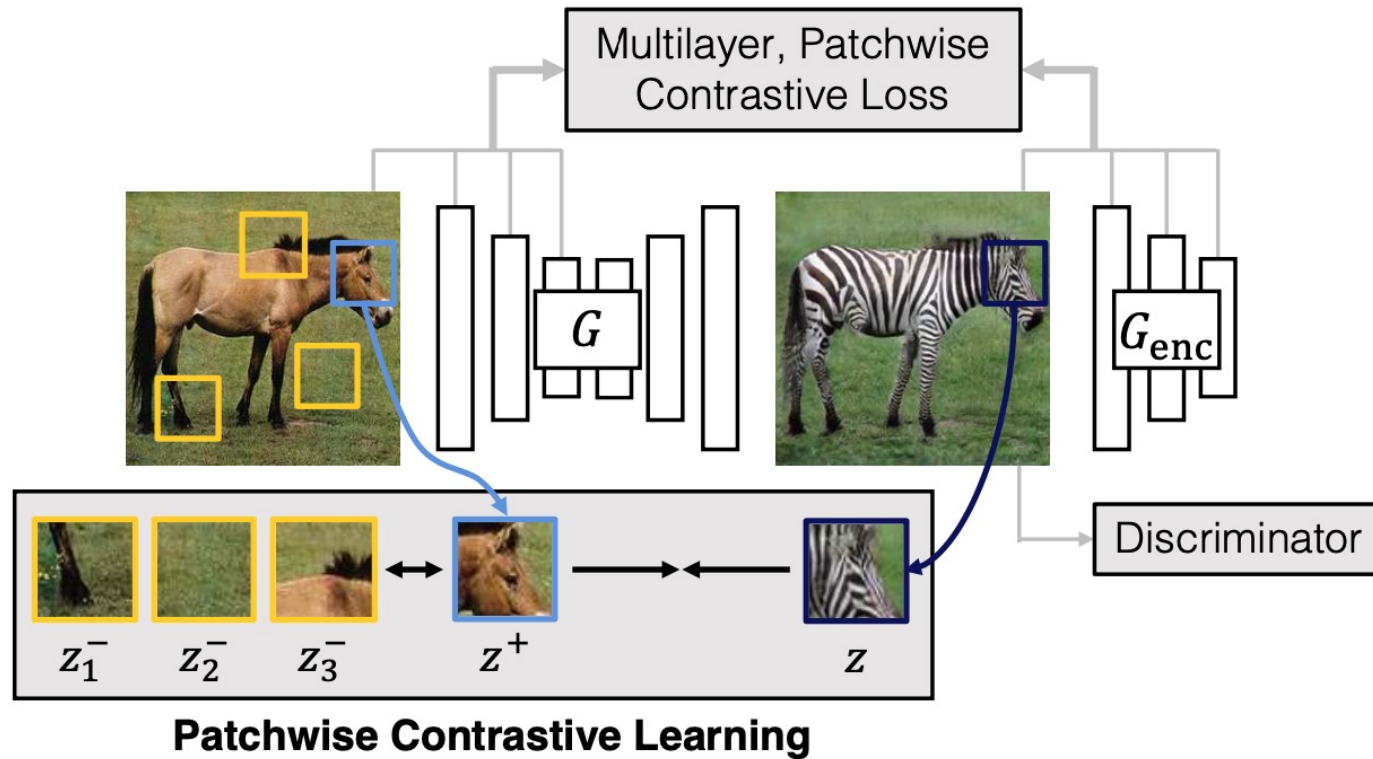 Multilayer, Patchwise
Contrastive Loss
G
G_enc
Discriminator
z_1^-
z_2^-
z_3^-
z^+
z
Patchwise Contrastive Learning